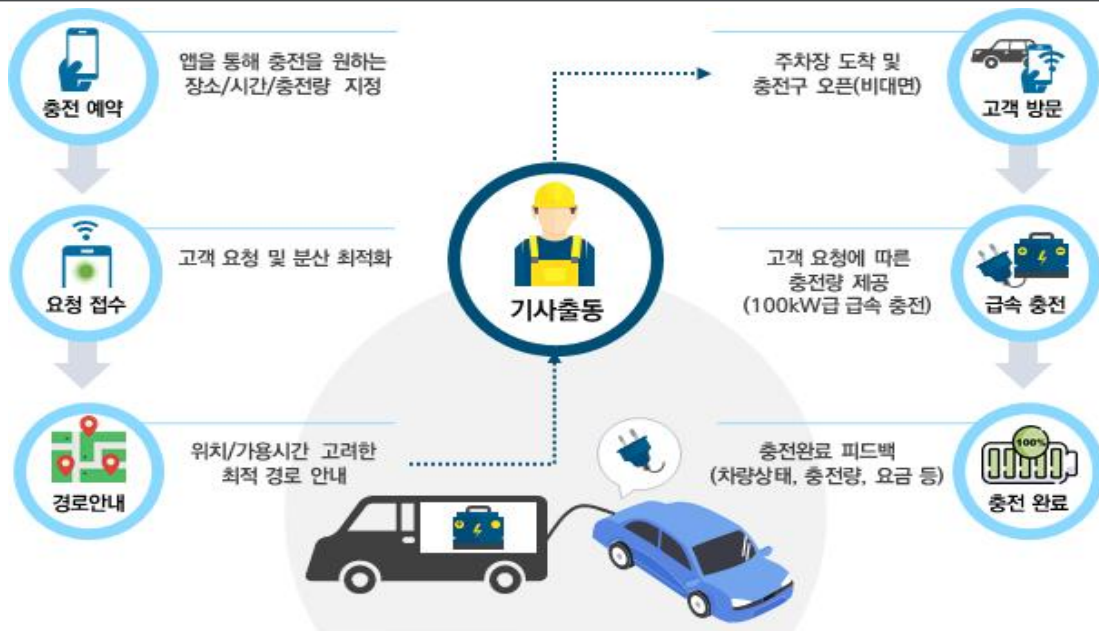 충전 예약
앱을 통해 충전을 원하는
장소/시간/충전량 지정
요청 접수
고객 요청 및 분산 최적화
경로안내
위치/가용시간 고려한
최적 경로 안내
기사출동
주차장 도착 및
충전구 오픈(비대면)
고객 방문
고객 요청에 따른
충전량 제공
(100kW급 급속 충전)
급속 충전
충전완료 피드백
(차량상태, 충전량, 요금 등)
100%
충전 완료